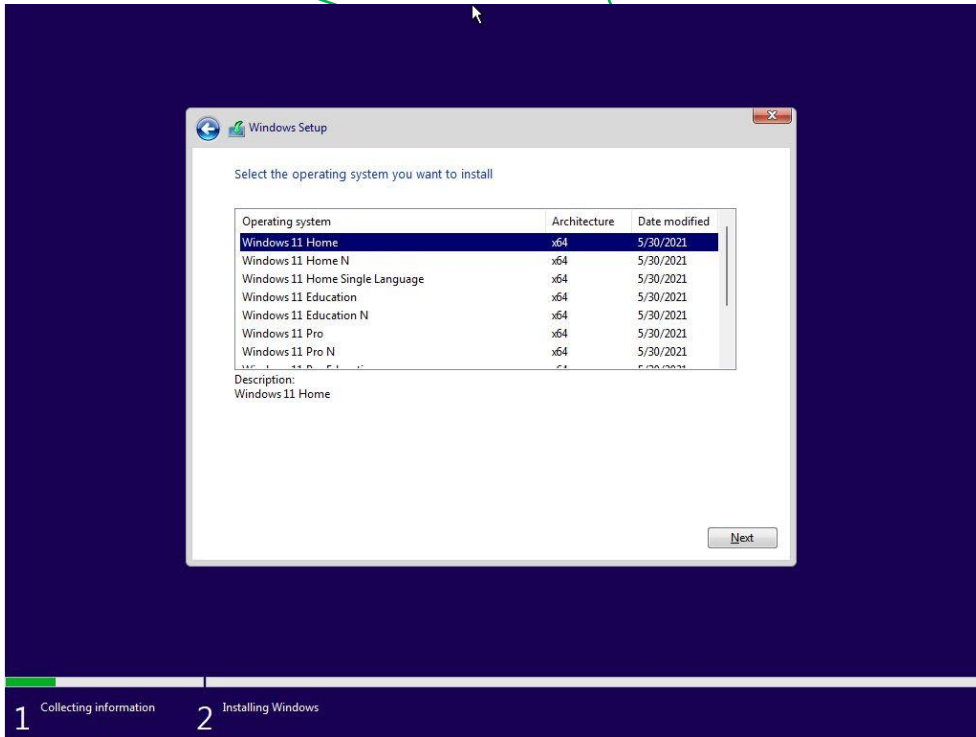 Windows Setup
Select the operating system you want to install
Operating system Architecture Date modified
Windows 11 Home x64 5/30/2021
Windows 11 Home N x64 5/30/2021
Windows 11 Home Single Language x64 5/30/2021
Windows 11 Education x64 5/30/2021
Windows 11 Education N x64 5/30/2021
Windows 11 Pro x64 5/30/2021
Windows 11 Pro N x64 5/30/2021
Description:
Windows 11 Home
Next
1 Collecting information 2 Installing Windows